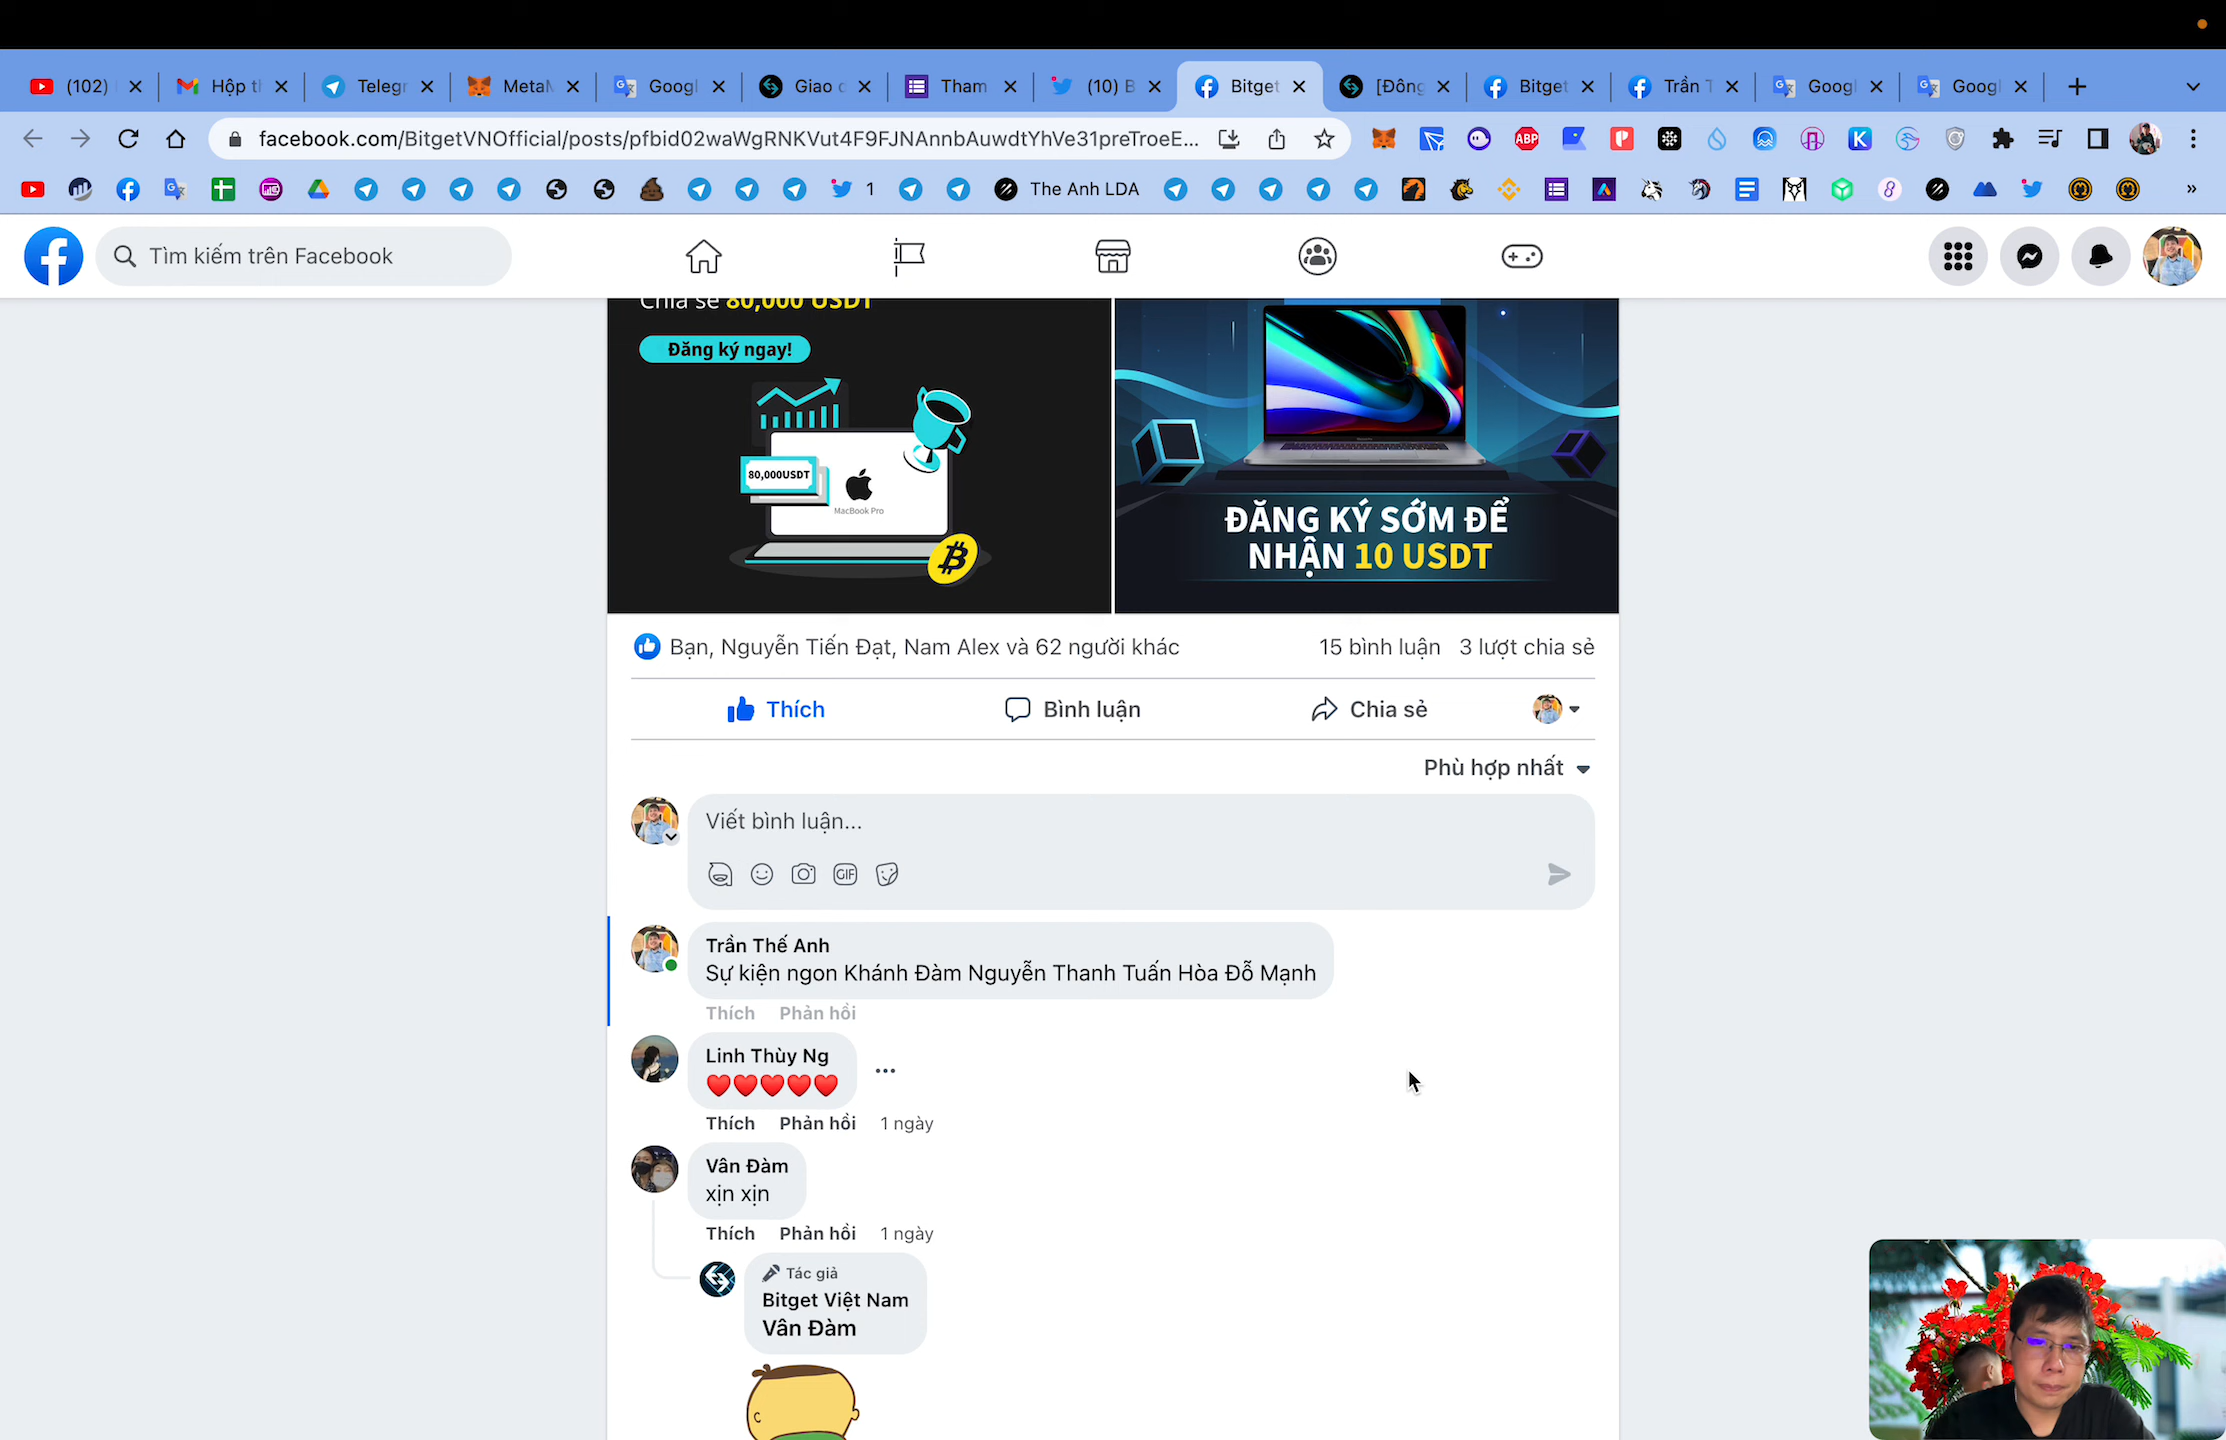 (102)
Hộp t
Teleg
Meta
Googl
Giao
Tham
(10) B
Bitget
[Đông
Bitget
Trần T
Goog
Goog
facebook.com/BitgetVNOfficial/posts/pfbid02waWgRNKVut4F9FJNAnnbAuwdtYhVe31preTroeE...
ABP
1
The Anh LDA
Tìm kiếm trên Facebook
Chia sẻ 80,000 USDT
Đăng ký ngay!
80,000USDT
MacBook Pro
ĐĂNG KÝ SỚM ĐỂ
NHẬN 10 USDT
Bạn, Nguyễn Tiến Đạt, Nam Alex và 62 người khác
15 bình luận
3 lượt chia sẻ
Thích
Bình luận
Chia sẻ
Phù hợp nhất
Viết bình luận...
GIF
Trần Thế Anh
Sự kiện ngon Khánh Đàm Nguyễn Thanh Tuấn Hòa Đỗ Mạnh
Thích Phản hồi
Linh Thùy Ng
Thích Phản hồi 1 ngày
Vân Đàm
xịn xịn
Thích Phản hồi 1 ngày
Tác giả
Bitget Việt Nam
Vân Đàm